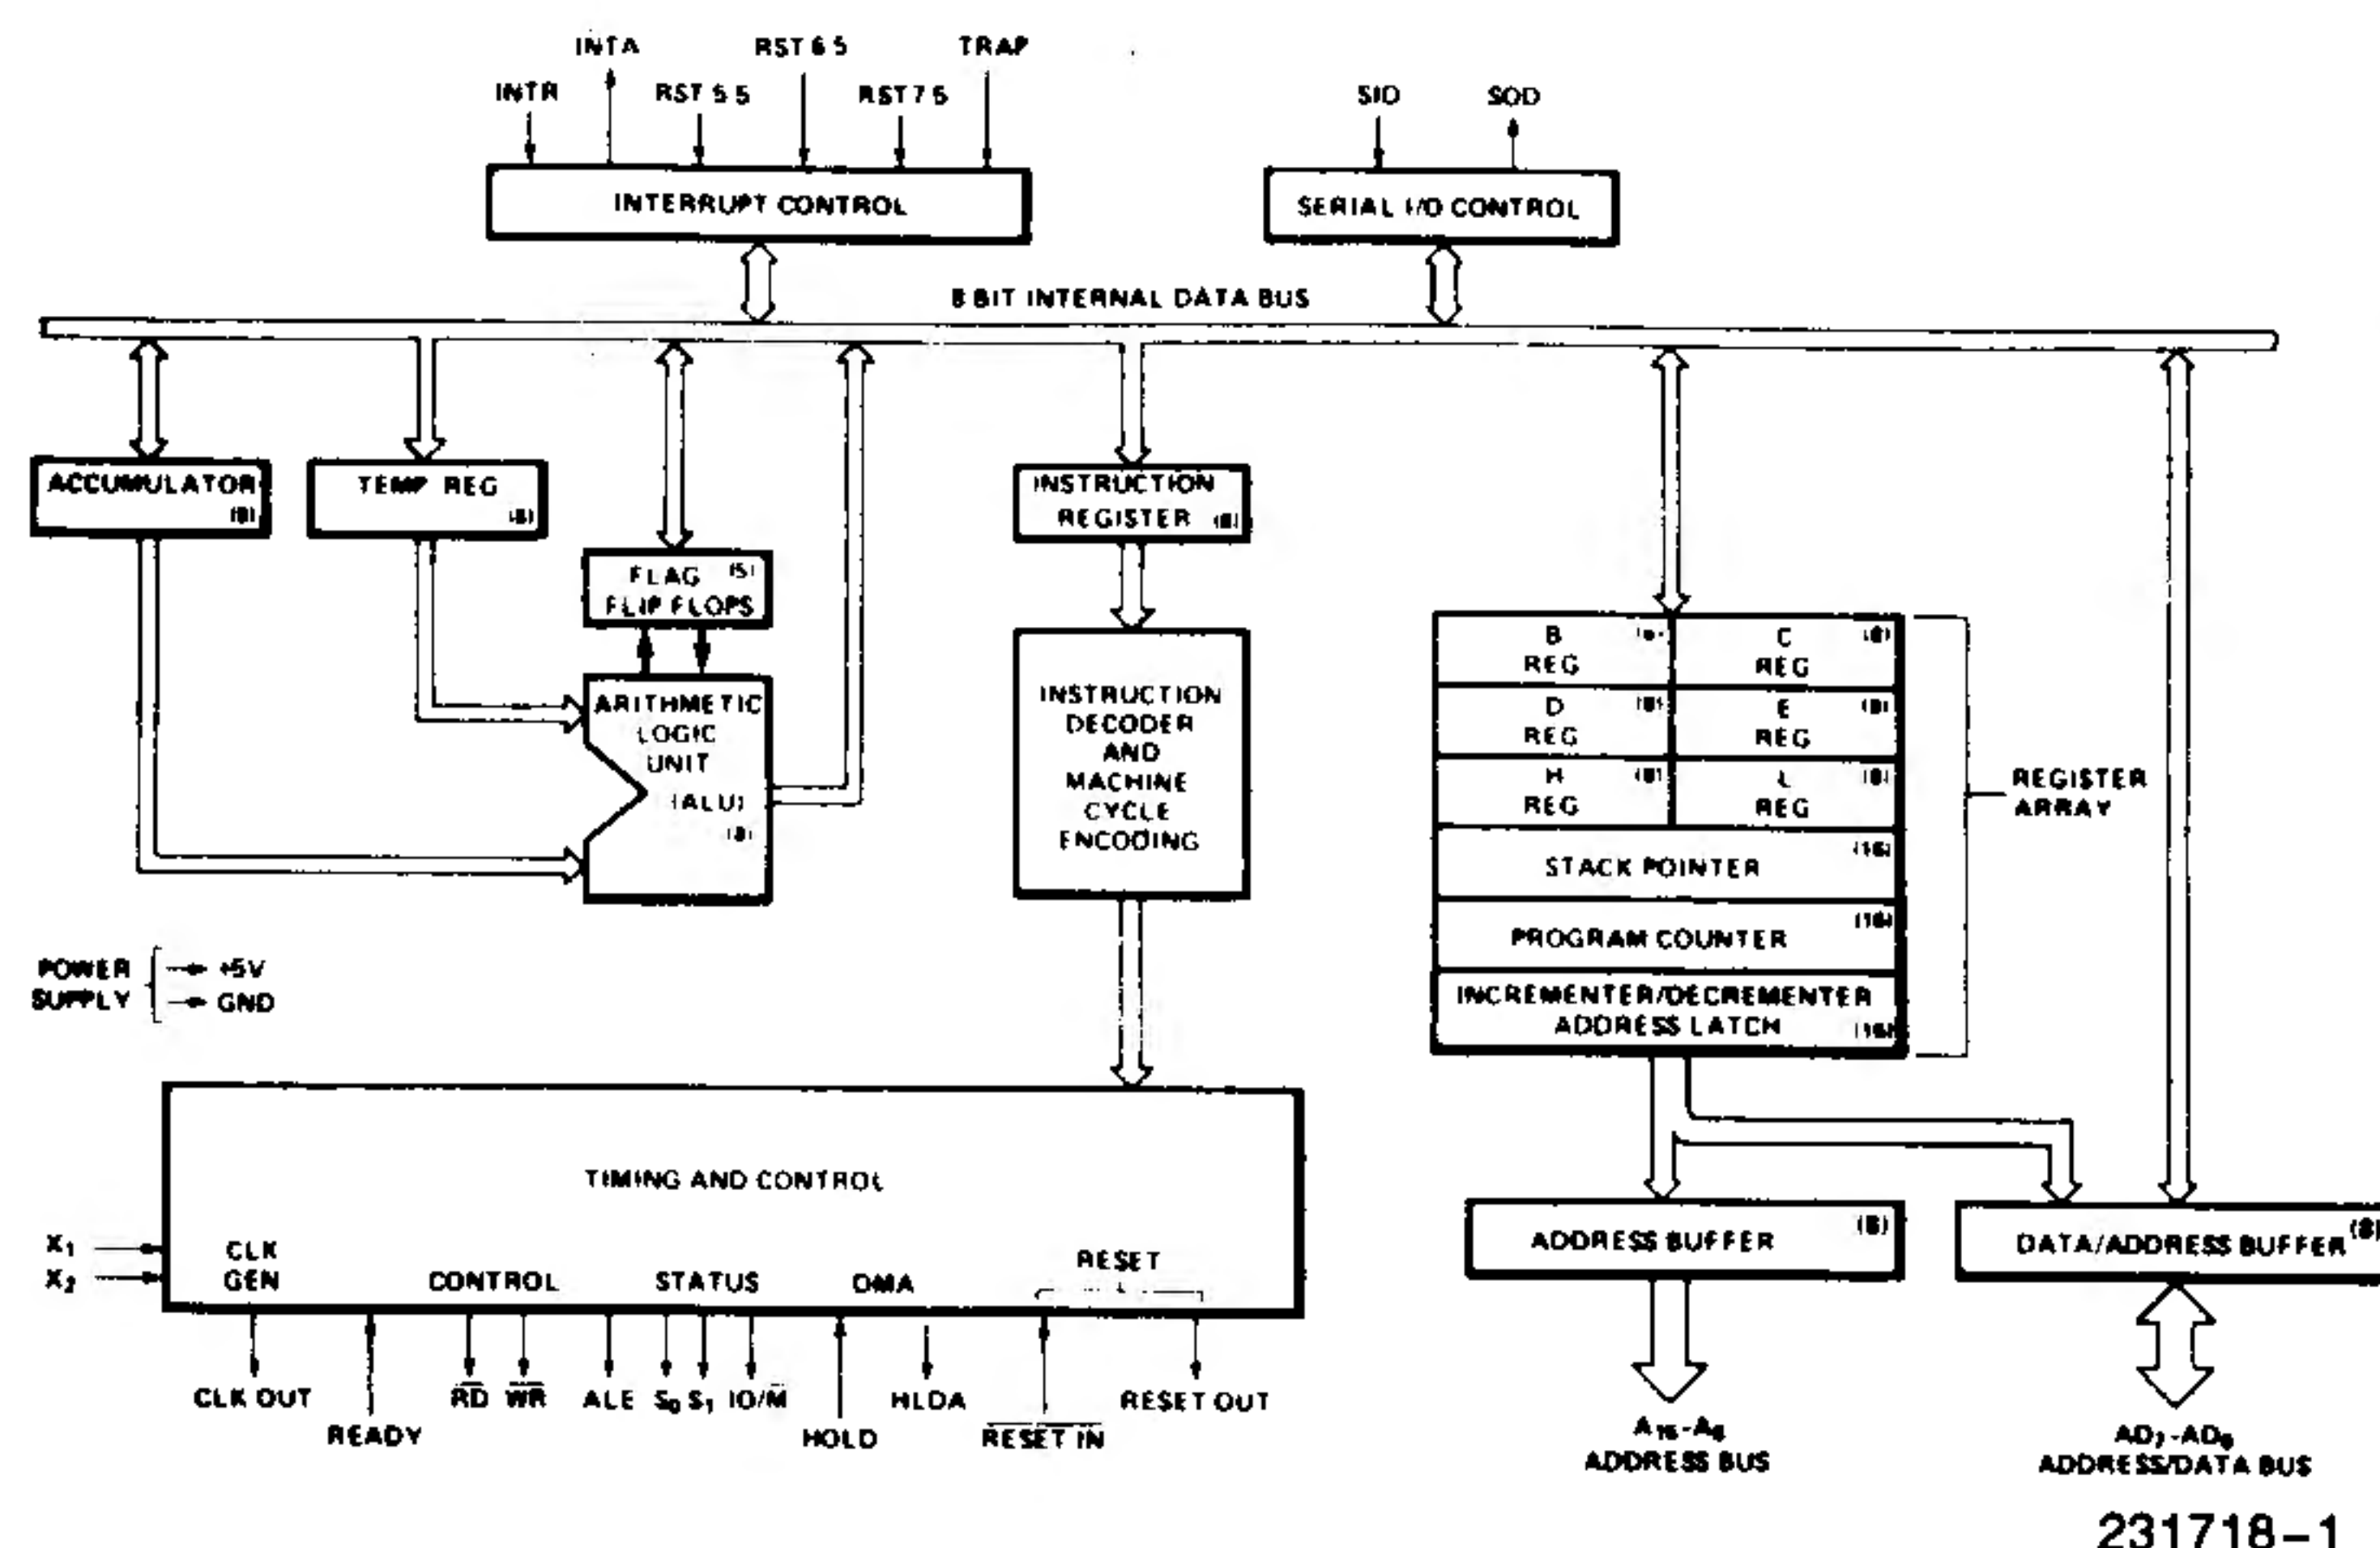 INTA
RST 6 5
TRAP
INTR
RST 5 5
RST 7 5
SID
SOD
INTERRUPT CONTROL
SERIAL I/O CONTROL
8 BIT INTERNAL DATA BUS
ACCUMULATOR
(8)
TEMP REG
(8)
INSTRUCTION
REGISTER (8)
FLAG (5)
FLIP FLOPS
ARITHMETIC
LOGIC
UNIT
(ALU)
(8)
INSTRUCTION
DECODER
AND
MACHINE
CYCLE
ENCODING
B
REG
C (8)
REG
D (8)
REG
E (8)
REG
H (8)
REG
L (8)
REG
REGISTER
ARRAY
STACK POINTER (16)
PROGRAM COUNTER (16)
INCREMENTER/DECREMENTER
ADDRESS LATCH (16)
POWER
SUPPLY
+5V
GND
TIMING AND CONTROL
X₁
X₂
CLK
GEN
CONTROL
STATUS
DMA
RESET
ADDRESS BUFFER (8)
DATA/ADDRESS BUFFER (8)
CLK OUT
READY
RD
WR
ALE
S₀
S₁
IO/M
HOLD
HLDA
RESET IN
RESET OUT
A₁₅-A₈
ADDRESS BUS
AD₇-AD₀
ADDRESS/DATA BUS
231718-1